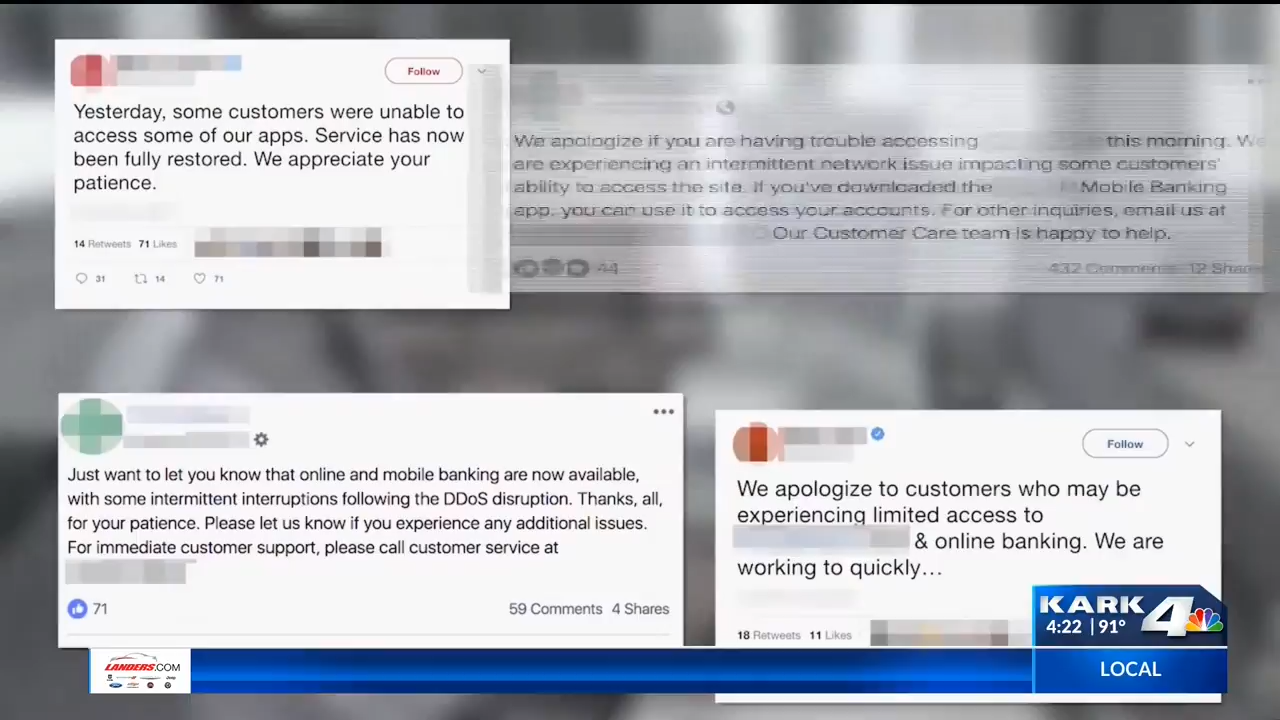 Follow
Yesterday, some customers were unable to
access some of our apps. Service has now
been fully restored. We appreciate your
patience.
14 Retweets 71 Likes
31 14 71
We apologize if you are having trouble accessing this morning. We
are experiencing an intermittent network issue impacting some customers'
ability to access the site. If you've downloaded the Mobile Banking
app, you can use it to access your accounts. For other inquiries, email us at
Our Customer Care team is happy to help.
44
432 Comments 12 Shares
Just want to let you know that online and mobile banking are now available,
with some intermittent interruptions following the DDoS disruption. Thanks, all,
for your patience. Please let us know if you experience any additional issues.
For immediate customer support, please call customer service at
71
59 Comments 4 Shares
Follow
We apologize to customers who may be
experiencing limited access to
& online banking. We are
working to quickly…
18 Retweets 11 Likes
KARK 4
4:22 | 91°
LOCAL
LANDERS.COM